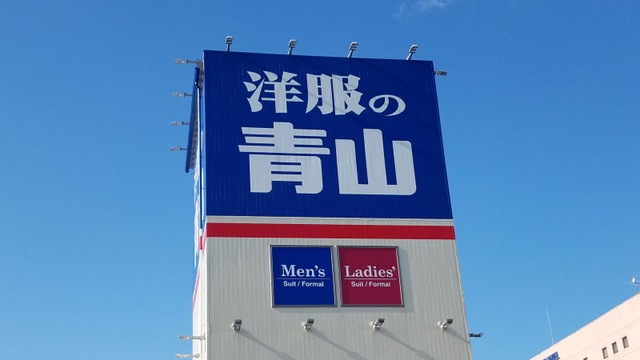 洋服の
青山
Men's
Suit / Formal
Ladies'
Suit / Formal